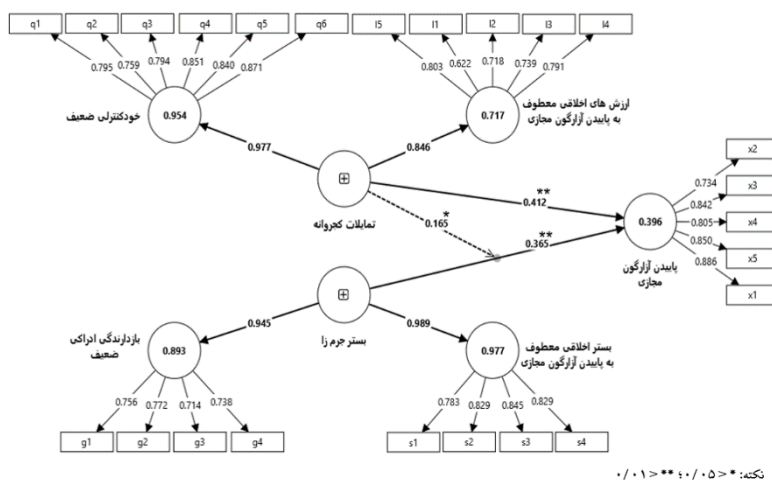 q1 q2 q3 q4 q5 q6
l5 l1 l2 l3 l4
0.795 0.759 0.794 0.851 0.840 0.871
0.803 0.622 0.718 0.739 0.791
خودکنترلی ضعیف
0.954
0.717
ارزش های اخلاقی معطوف
به پاییدن آزارگون مجازی
0.977
0.846
تمایلات کجروانه
**
0.412
*
0.165
**
0.365
0.396
پاییدن آزارگون
مجازی
x2
0.734
x3
0.842
x4
0.805
x5
0.850
x1
0.886
بستر جرم زا
0.945
0.989
بازدارندگی ادراکی
ضعیف
0.893
0.977
بستر اخلاقی معطوف
به پاییدن آزارگون مجازی
0.756 0.772 0.714 0.738
0.783 0.829 0.845 0.829
g1 g2 g3 g4
s1 s2 s3 s4
نکته: * < ۰/۰۵؛ ** < ۰/۰۱